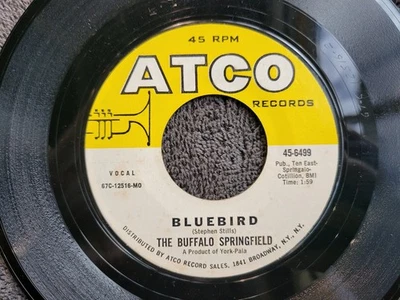 45 RPM
ATCO
RECORDS
VOCAL
67C-12516-MO
45-6499
Pub., Ten East-
Springalo-
Cotillion, BMI
Time: 1:59
BLUEBIRD
(Stephen Stills)
THE BUFFALO SPRINGFIELD
A Product of York-Pala
DISTRIBUTED BY ATCO RECORD SALES, 1841 BROADWAY, N.Y., N.Y.